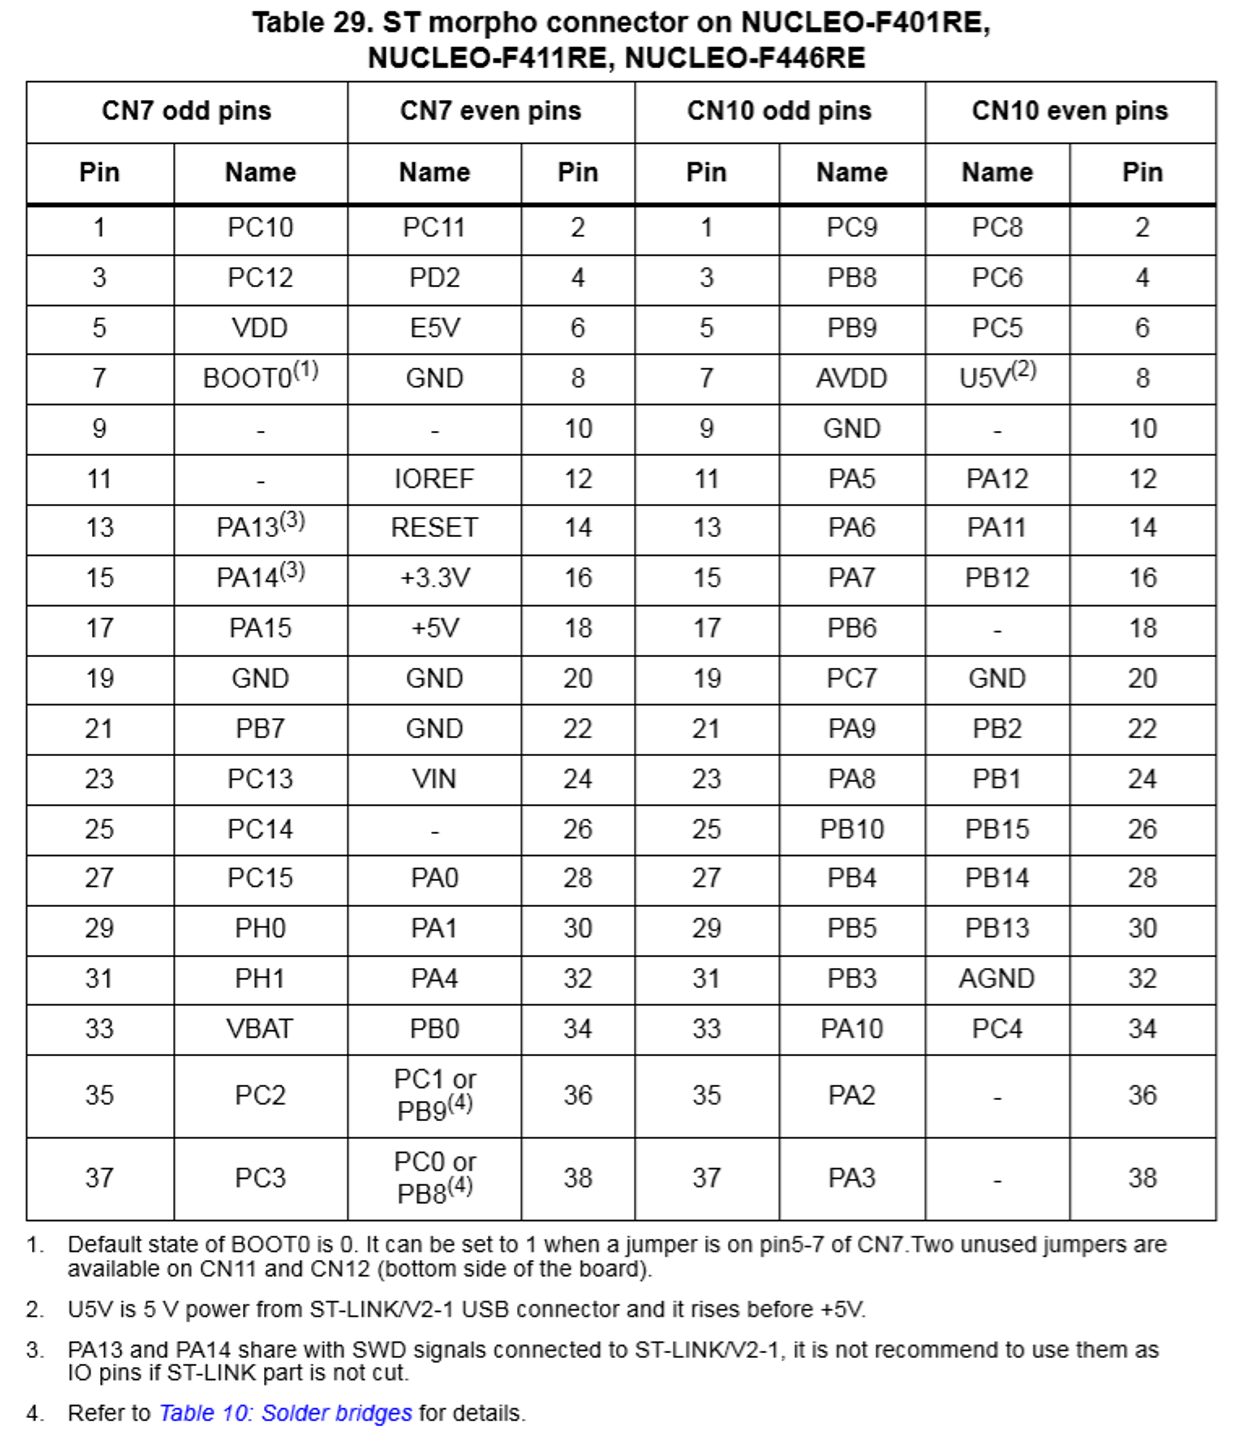 Table 29. ST morpho connector on NUCLEO-F401RE,
NUCLEO-F411RE, NUCLEO-F446RE
CN7 odd pins CN7 even pins CN10 odd pins CN10 even pins
Pin Name Name Pin Pin Name Name Pin
1 PC10 PC11 2 1 PC9 PC8 2
3 PC12 PD2 4 3 PB8 PC6 4
5 VDD E5V 6 5 PB9 PC5 6
7 BOOT0(1) GND 8 7 AVDD U5V(2) 8
9 - - 10 9 GND - 10
11 - IOREF 12 11 PA5 PA12 12
13 PA13(3) RESET 14 13 PA6 PA11 14
15 PA14(3) +3.3V 16 15 PA7 PB12 16
17 PA15 +5V 18 17 PB6 - 18
19 GND GND 20 19 PC7 GND 20
21 PB7 GND 22 21 PA9 PB2 22
23 PC13 VIN 24 23 PA8 PB1 24
25 PC14 - 26 25 PB10 PB15 26
27 PC15 PA0 28 27 PB4 PB14 28
29 PH0 PA1 30 29 PB5 PB13 30
31 PH1 PA4 32 31 PB3 AGND 32
33 VBAT PB0 34 33 PA10 PC4 34
35 PC2 PC1 or PB9(4) 36 35 PA2 - 36
37 PC3 PC0 or PB8(4) 38 37 PA3 - 38
1. Default state of BOOT0 is 0. It can be set to 1 when a jumper is on pin5-7 of CN7.Two unused jumpers are
available on CN11 and CN12 (bottom side of the board).
2. U5V is 5 V power from ST-LINK/V2-1 USB connector and it rises before +5V.
3. PA13 and PA14 share with SWD signals connected to ST-LINK/V2-1, it is not recommend to use them as
IO pins if ST-LINK part is not cut.
4. Refer to Table 10: Solder bridges for details.